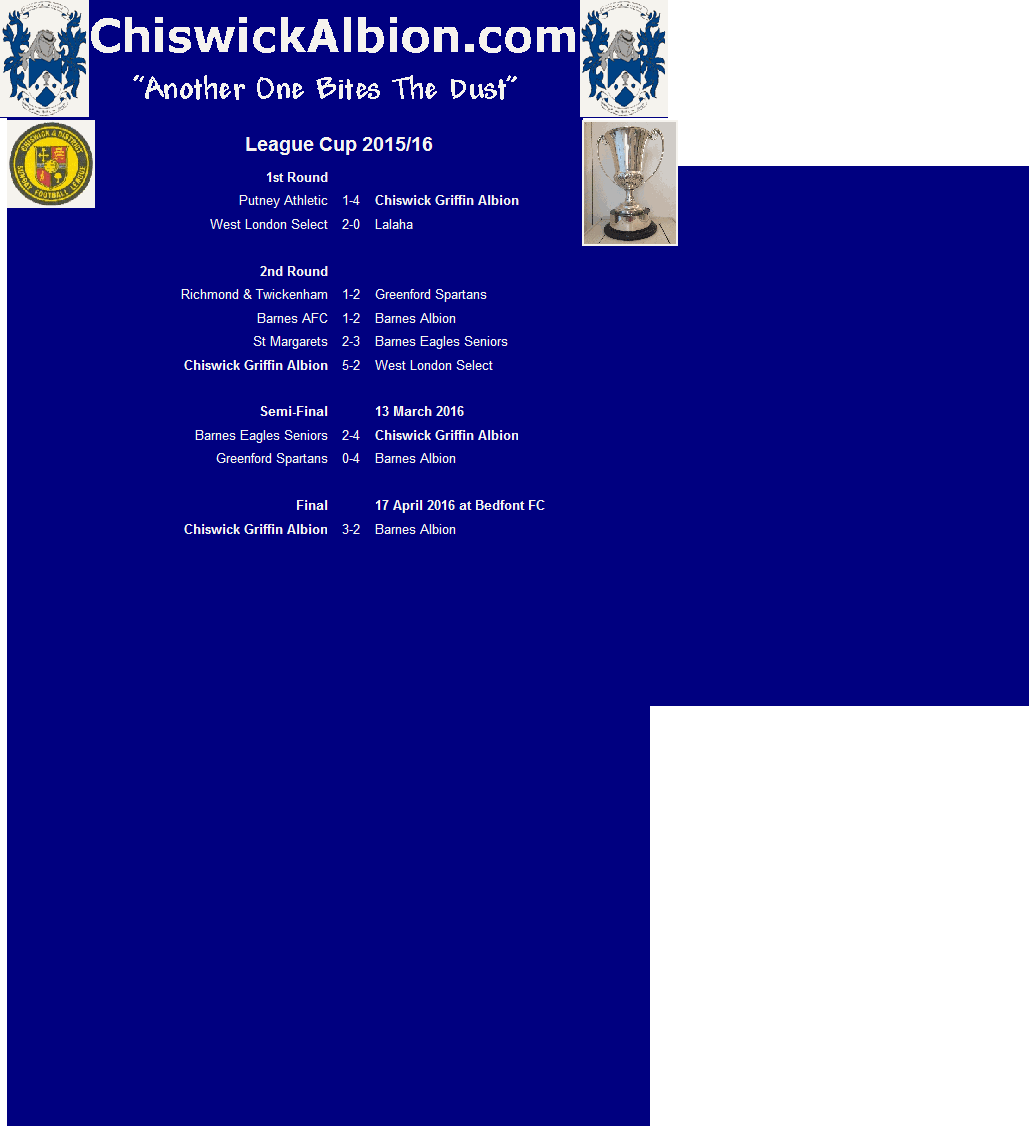 ChiswickAlbion.com
"Another One Bites The Dust"
CHISWICK & DISTRICT
SUNDAY FOOTBALL LEAGUE
League Cup 2015/16
1st Round
Putney Athletic 1-4 Chiswick Griffin Albion
West London Select 2-0 Lalaha
2nd Round
Richmond & Twickenham 1-2 Greenford Spartans
Barnes AFC 1-2 Barnes Albion
St Margarets 2-3 Barnes Eagles Seniors
Chiswick Griffin Albion 5-2 West London Select
Semi-Final 13 March 2016
Barnes Eagles Seniors 2-4 Chiswick Griffin Albion
Greenford Spartans 0-4 Barnes Albion
Final 17 April 2016 at Bedfont FC
Chiswick Griffin Albion 3-2 Barnes Albion